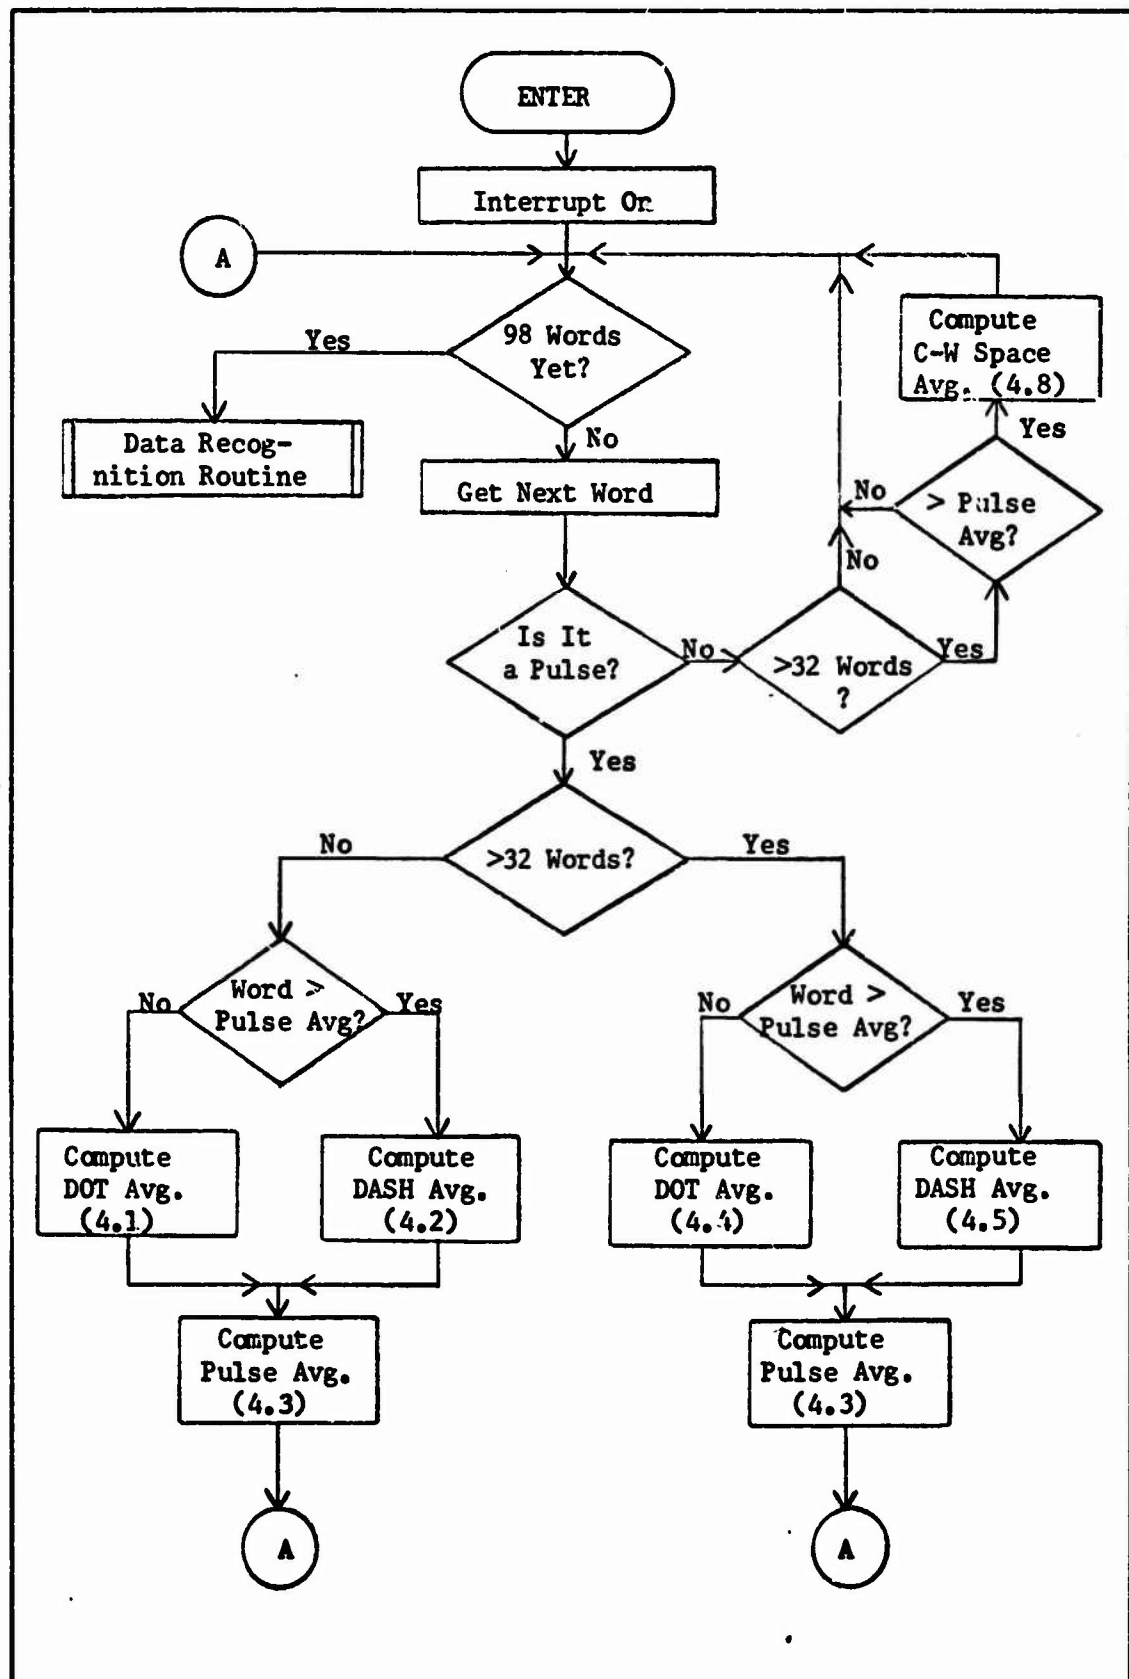 ENTER
Interrupt On
A
98 Words
Yet?
Yes
No
Data Recog-
nition Routine
Get Next Word
Compute
C-W Space
Avg. (4.8)
Yes
> Pulse
Avg?
No
No
Is It
a Pulse?
No
>32 Words
?
Yes
Yes
>32 Words?
No
Yes
Word >
Pulse Avg?
No
Yes
Word >
Pulse Avg?
No
Yes
Compute
DOT Avg.
(4.1)
Compute
DASH Avg.
(4.2)
Compute
DOT Avg.
(4.4)
Compute
DASH Avg.
(4.5)
Compute
Pulse Avg.
(4.3)
Compute
Pulse Avg.
(4.3)
A
A